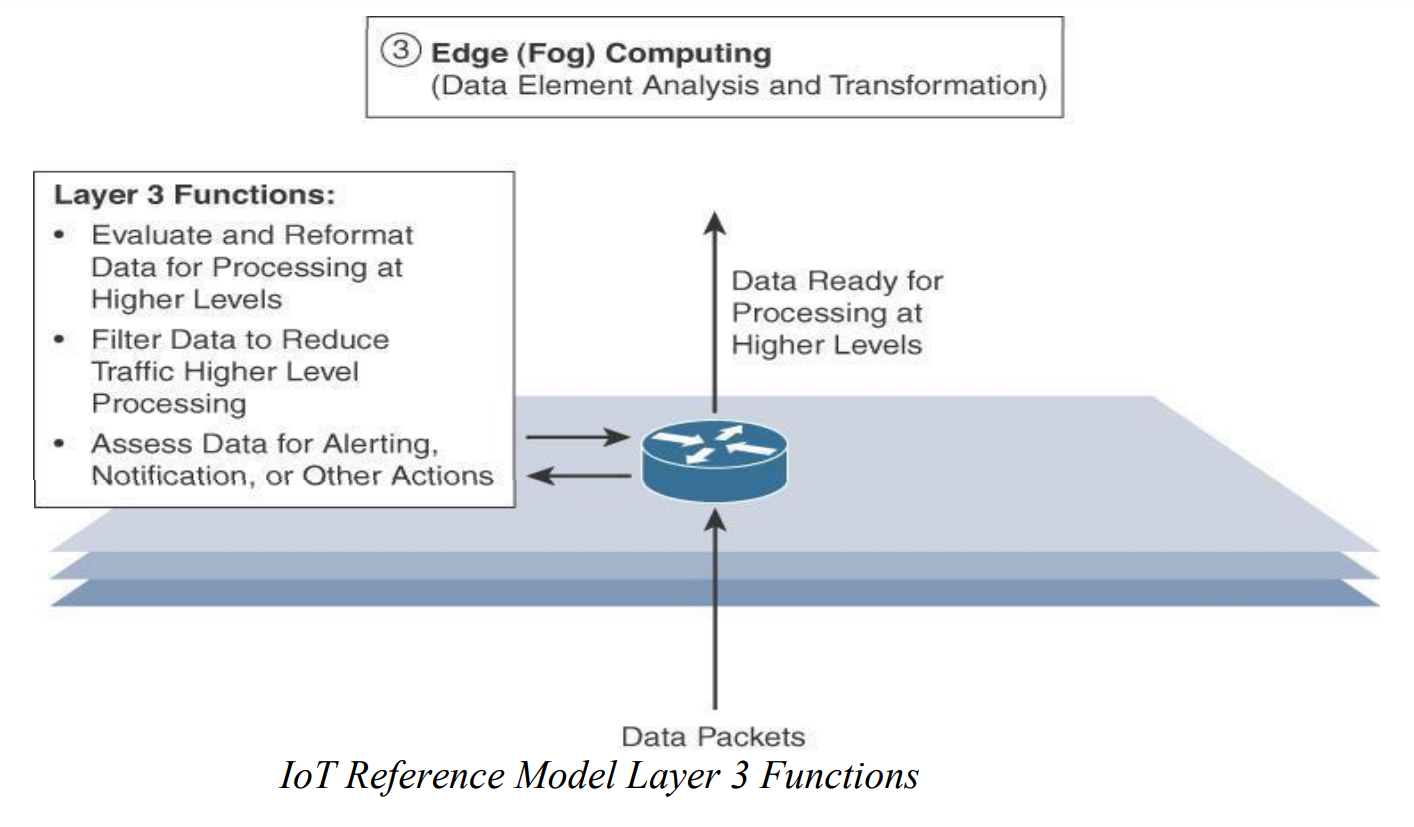 ③ Edge (Fog) Computing
(Data Element Analysis and Transformation)
Layer 3 Functions:
• Evaluate and Reformat
Data for Processing at
Higher Levels
• Filter Data to Reduce
Traffic Higher Level
Processing
• Assess Data for Alerting,
Notification, or Other Actions
Data Ready for
Processing at
Higher Levels
Data Packets
IoT Reference Model Layer 3 Functions